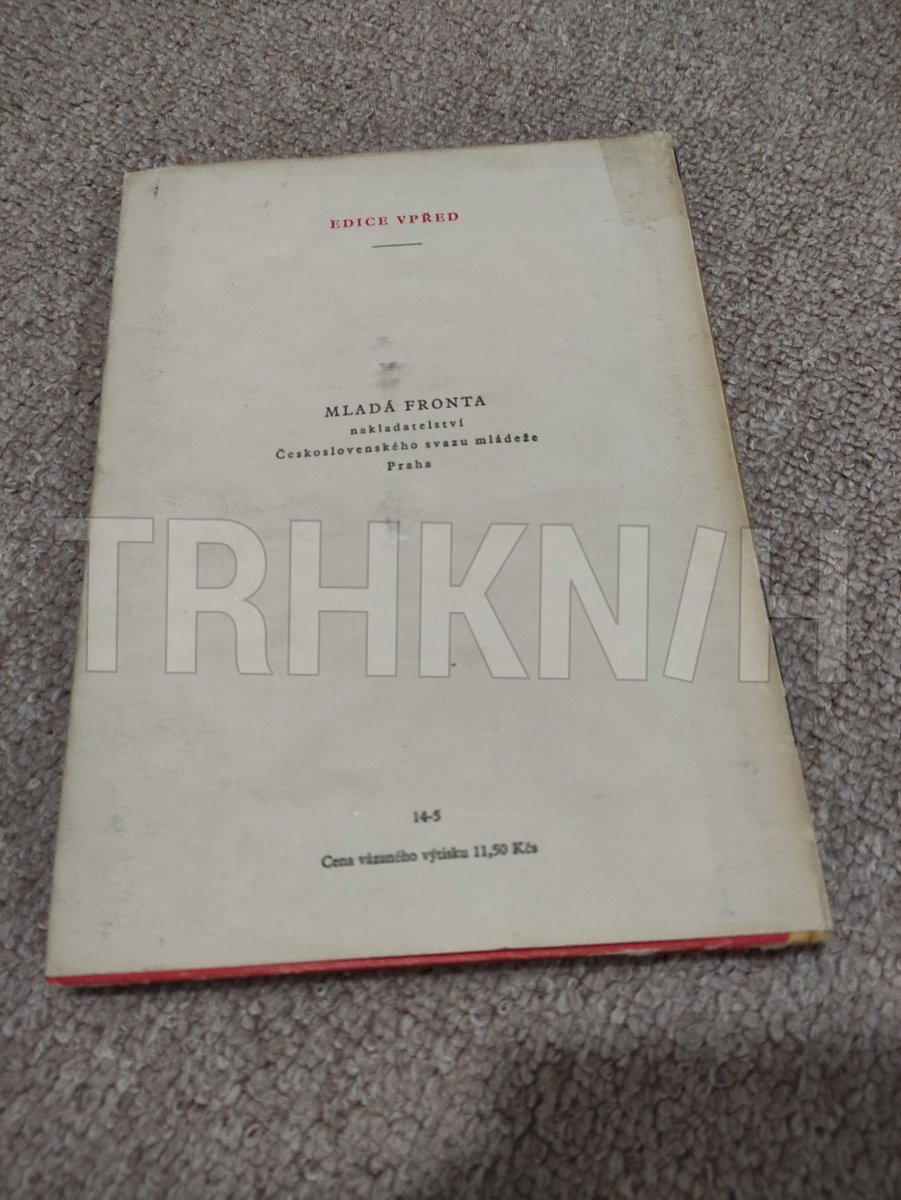 EDICE VPŘED
MLADÁ FRONTA
nakladatelství
Československého svazu mládeže
Praha
TRHKNIH
14-5
Cena vázaného výtisku 11,50 Kčs